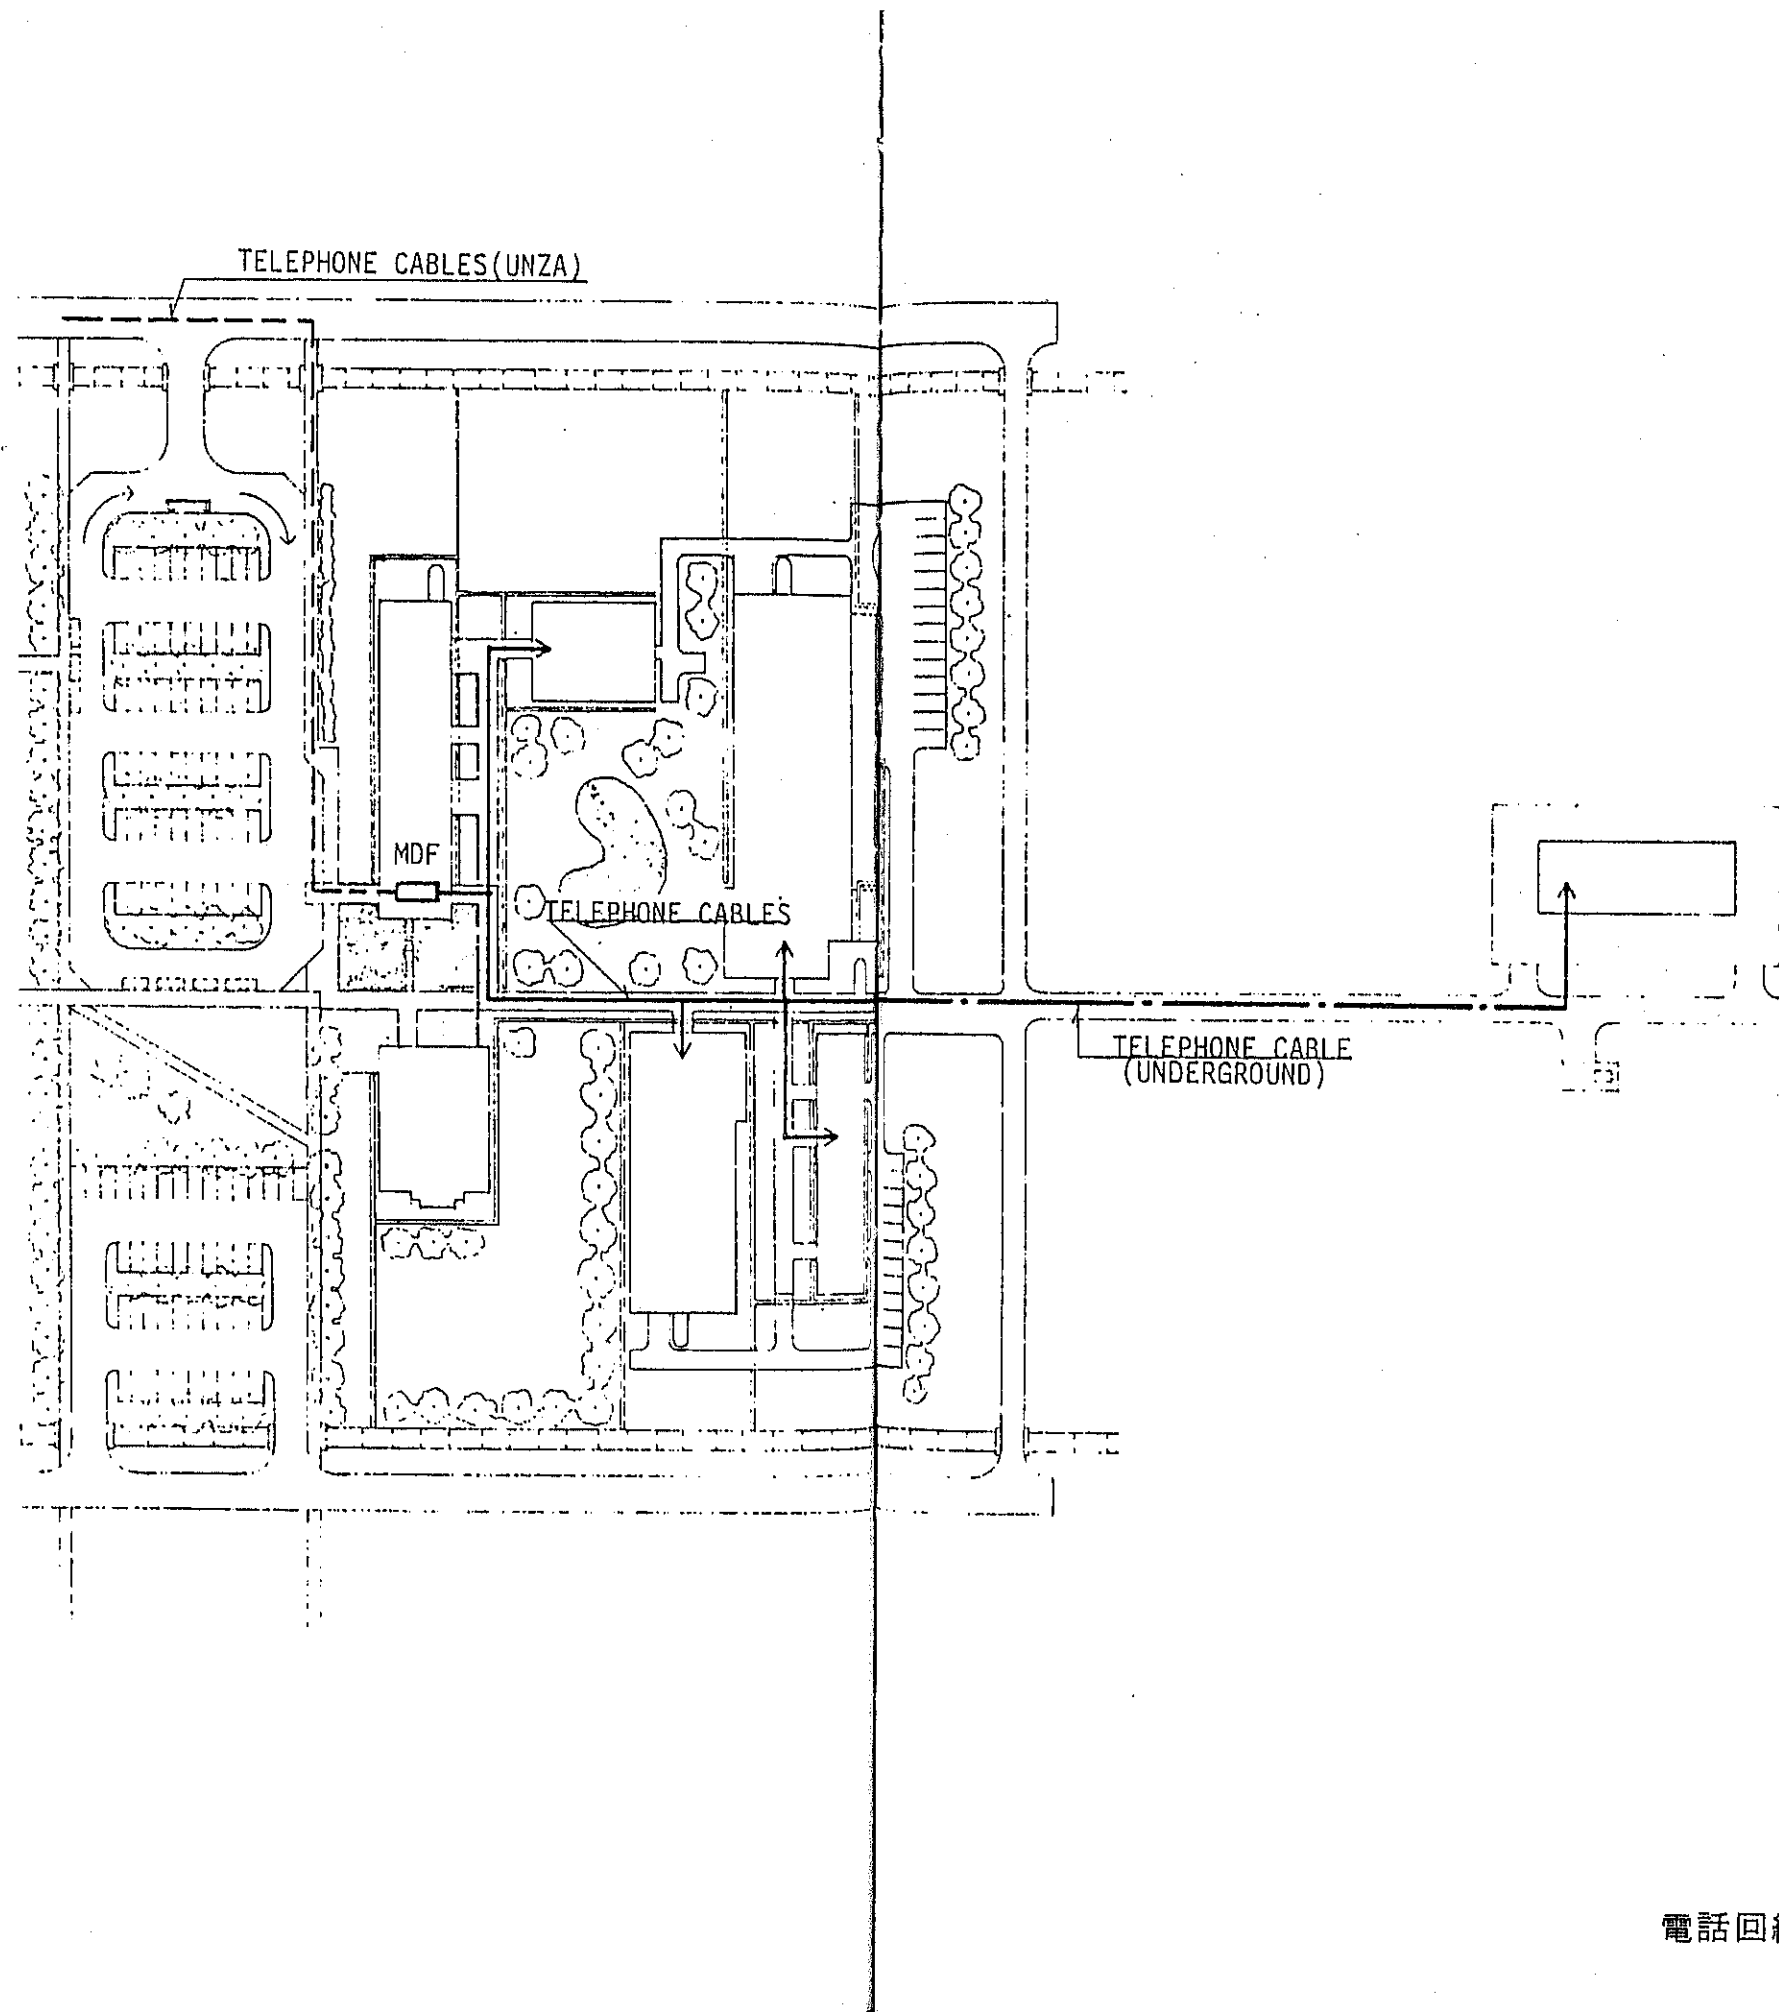 TELEPHONE CABLES(UNZA)
MDF
TELEPHONE CABLES
TELEPHONE CABLE
(UNDERGROUND)
電話回